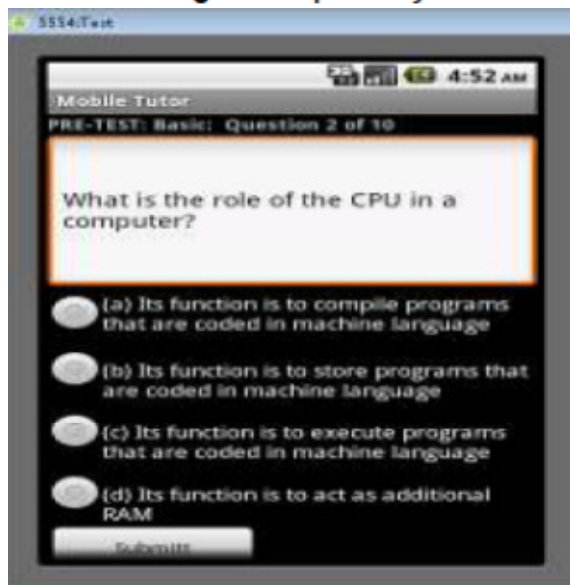 5554:Test
4:52 AM
Mobile Tutor
PRE-TEST: Basic: Question 2 of 10
What is the role of the CPU in a
computer?
(a) Its function is to compile programs
that are coded in machine language
(b) Its function is to store programs that
are coded in machine language
(c) Its function is to execute programs
that are coded in machine language
(d) Its function is to act as additional
RAM